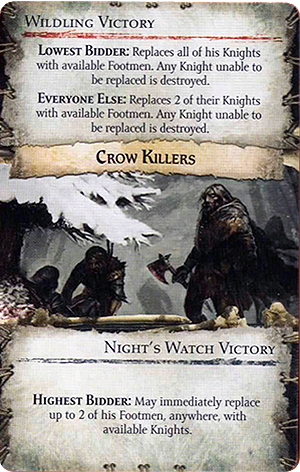 WILDLING VICTORY
LOWEST BIDDER: Replaces all of his Knights
with available Footmen. Any Knight unable to
be replaced is destroyed.
EVERYONE ELSE: Replaces 2 of their Knights
with available Footmen. Any Knight unable to
be replaced is destroyed.
CROW KILLERS
NIGHT'S WATCH VICTORY
HIGHEST BIDDER: May immediately replace
up to 2 of his Footmen, anywhere, with
available Knights.